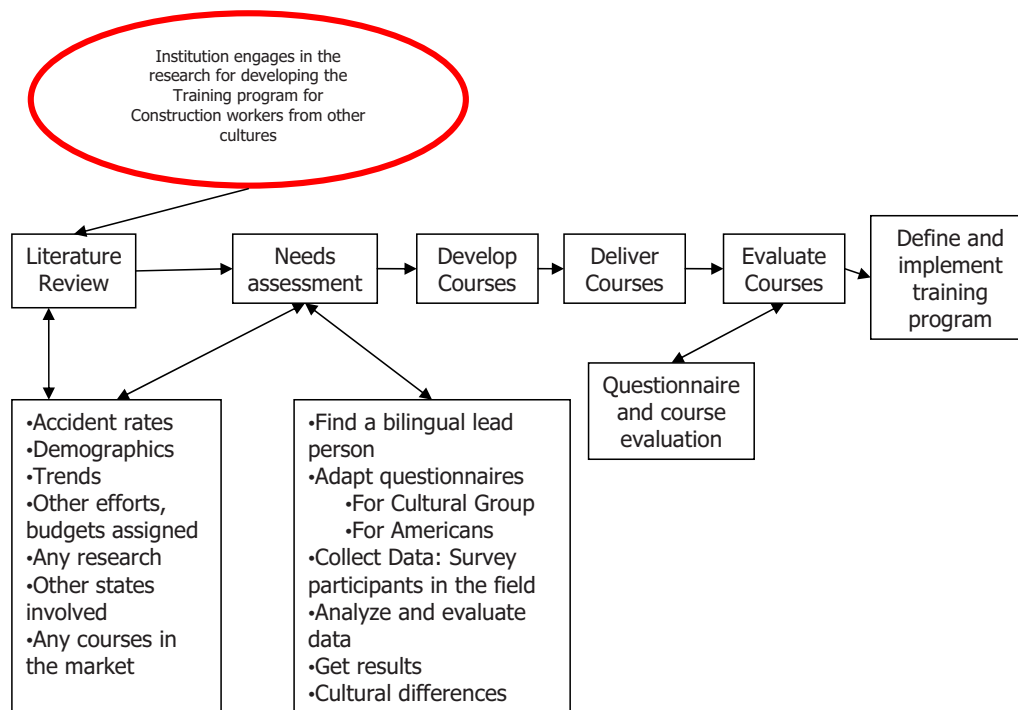 Institution engages in the
research for developing the
Training program for
Construction workers from other
cultures
Literature
Review
Needs
assessment
Develop
Courses
Deliver
Courses
Evaluate
Courses
Define and
implement
training
program
Questionnaire
and course
evaluation
•Accident rates
•Demographics
•Trends
•Other efforts,
budgets assigned
•Any research
•Other states
involved
•Any courses in
the market
•Find a bilingual lead
person
•Adapt questionnaires
•For Cultural Group
•For Americans
•Collect Data: Survey
participants in the field
•Analyze and evaluate
data
•Get results
•Cultural differences